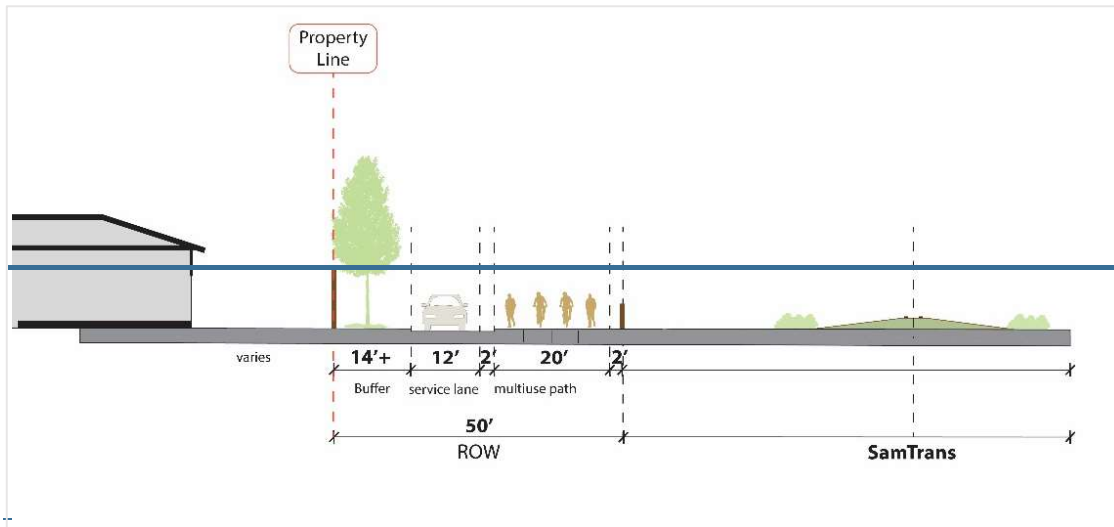 Property
Line
varies
14'+
12'
2'
20'
2'
Buffer
service lane
multiuse path
50'
ROW
SamTrans